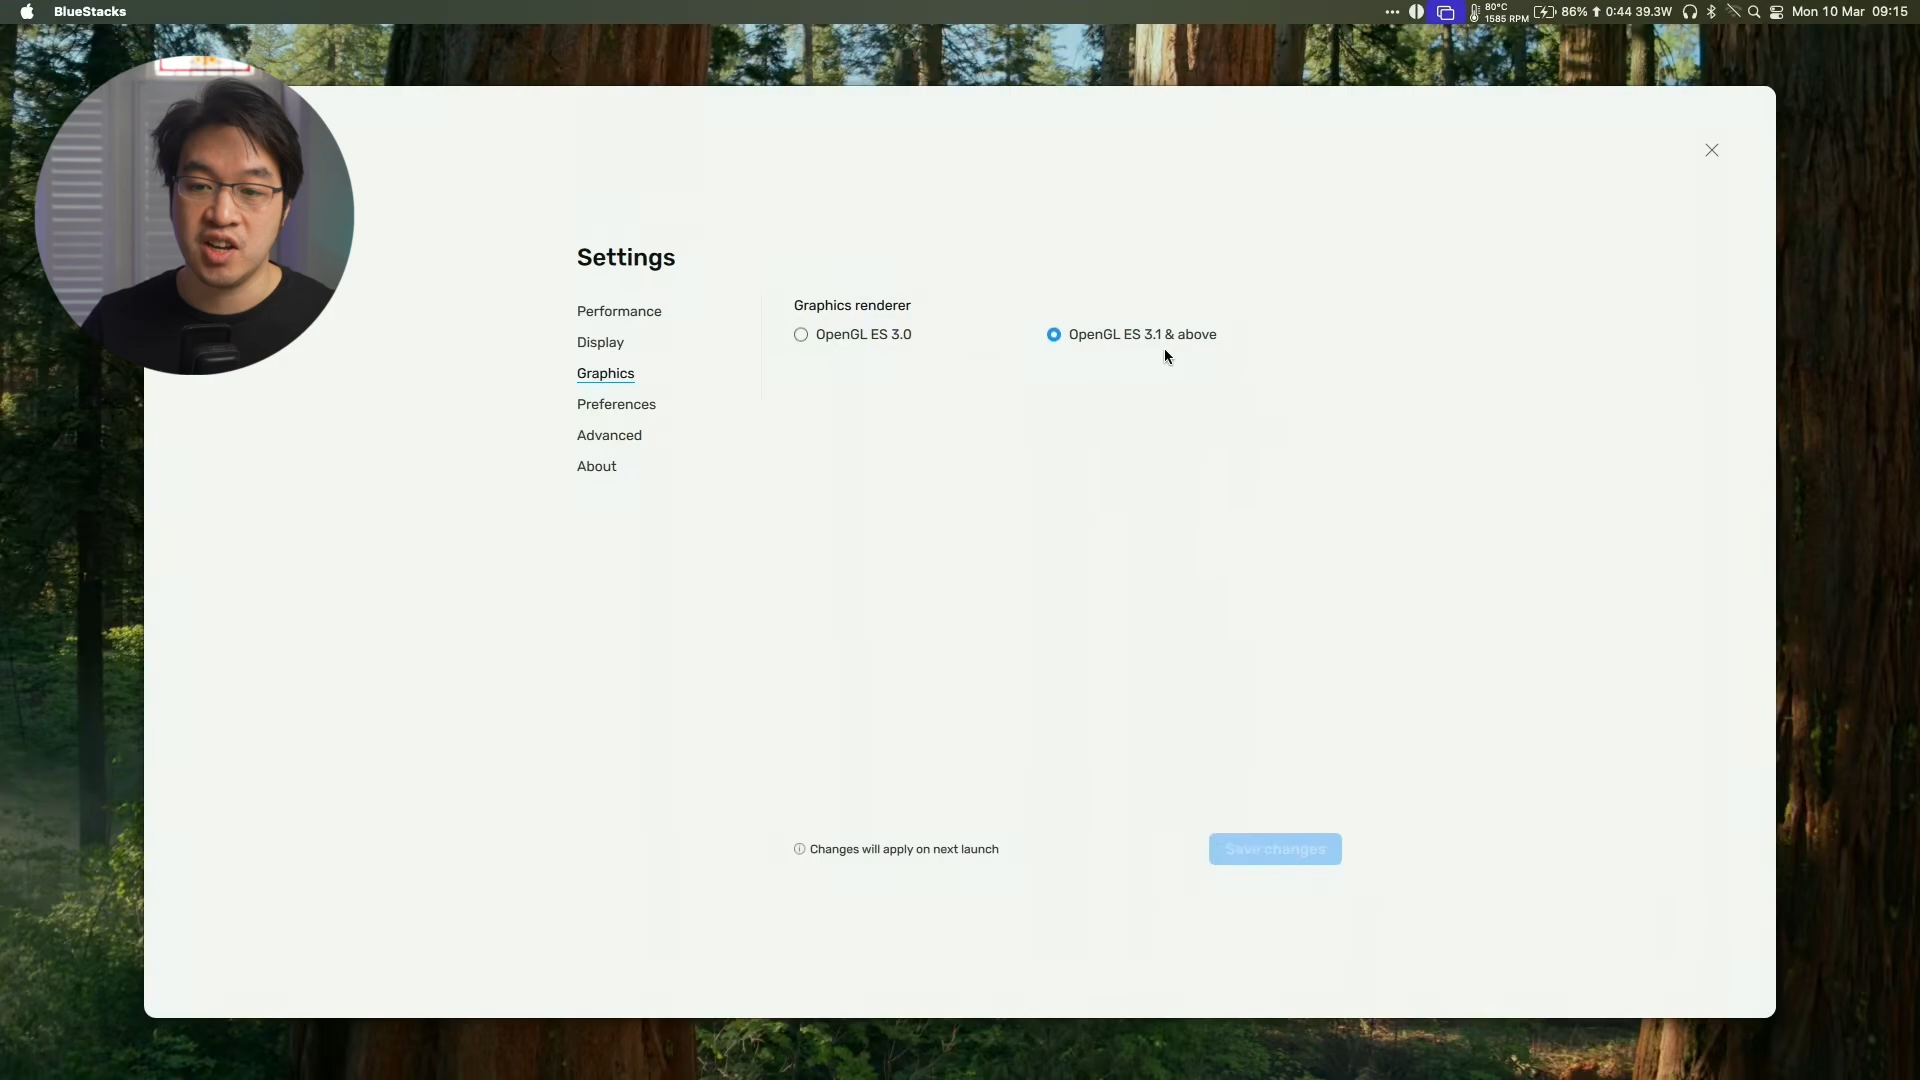 BlueStacks
80°C
1585 RPM
86%
0:44 39.3W
Mon 10 Mar 09:15
Settings
Performance
Display
Graphics
Preferences
Advanced
About
Graphics renderer
OpenGL ES 3.0
OpenGL ES 3.1 & above
Changes will apply on next launch
Save changes